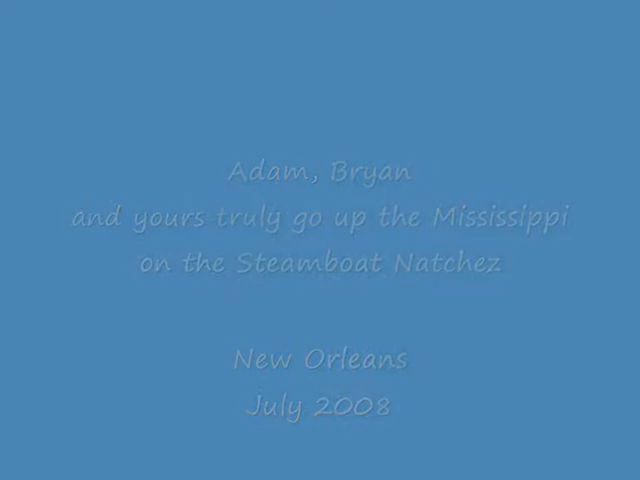 Adam, Bryan
and yours truly go up the Mississippi
on the Steamboat Natchez
New Orleans
July 2008